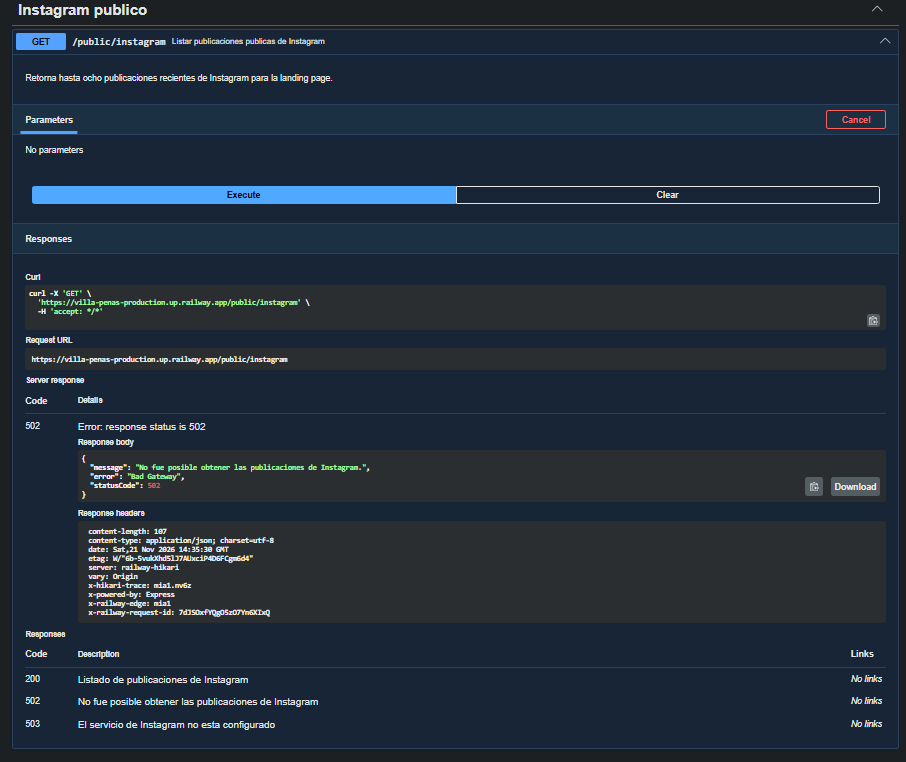 Instagram publico
GET /public/instagram Listar publicaciones publicas de Instagram
Retorna hasta ocho publicaciones recientes de Instagram para la landing page.
Parameters Cancel
No parameters
Execute Clear
Responses
Curl
curl -X 'GET' \
'https://villa-penas-production.up.railway.app/public/instagram' \
-H 'accept: */*'
Request URL
https://villa-penas-production.up.railway.app/public/instagram
Server response
Code Details
502 Error: response status is 502
Response body
{
"message": "No fue posible obtener las publicaciones de Instagram.",
"error": "Bad Gateway",
"statusCode": 502
}
Download
Response headers
content-length: 107
content-type: application/json; charset=utf-8
date: Sat,21 Nov 2026 14:35:30 GMT
server: railway-hikari
vary: Origin
x-hikari-trace: mia1.nv6z
x-powered-by: Express
x-railway-edge: mia1
Responses
Code Description Links
200 Listado de publicaciones de Instagram No links
502 No fue posible obtener las publicaciones de Instagram No links
503 El servicio de Instagram no esta configurado No links